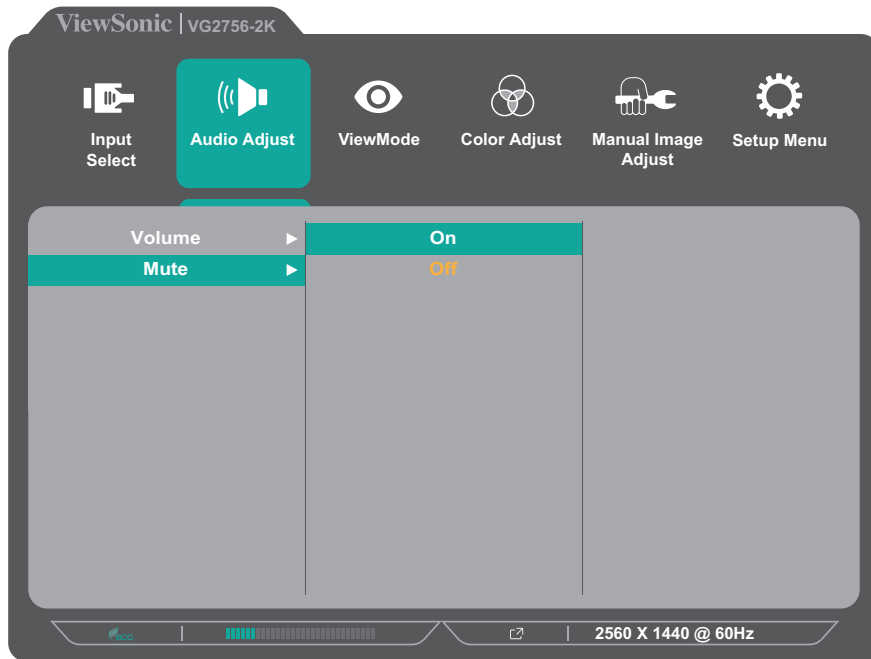 ViewSonic | VG2756-2K
Input
Select
Audio Adjust
ViewMode
Color Adjust
Manual Image
Adjust
Setup Menu
Volume
On
Mute
Off
eco
2560 X 1440 @ 60Hz